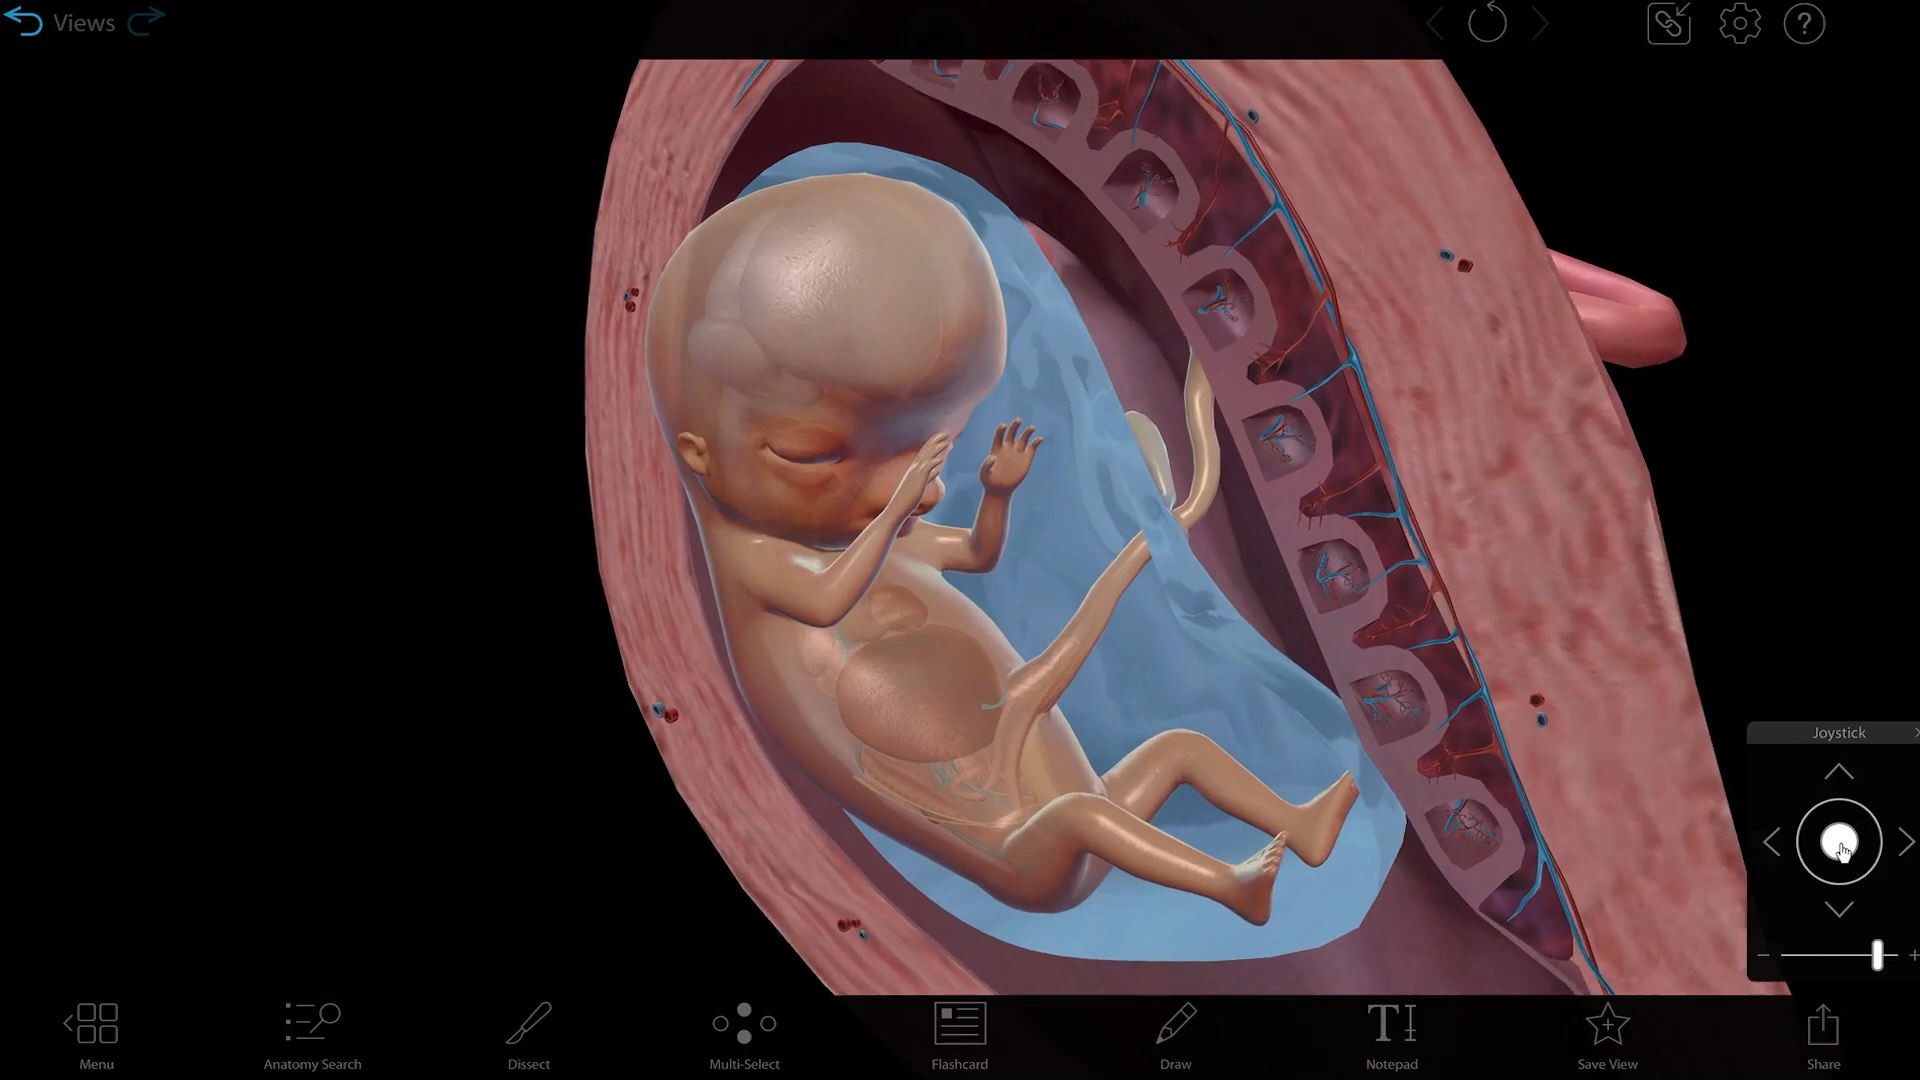 Views
?
Joystick
Menu
Anatomy Search
Dissect
Multi-Select
Flashcard
Draw
Notepad
Save View
Share